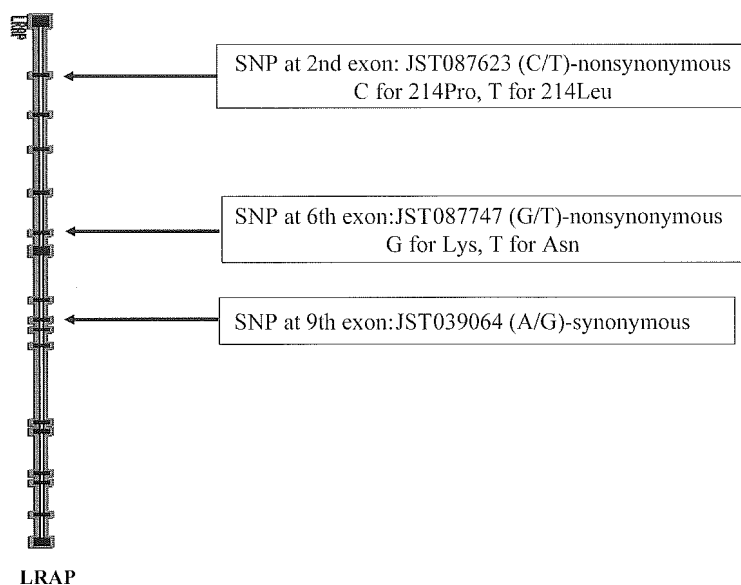 LRAP
SNP at 2nd exon: JST087623 (C/T)-nonsynonymous
C for 214Pro, T for 214Leu
SNP at 6th exon:JST087747 (G/T)-nonsynonymous
G for Lys, T for Asn
SNP at 9th exon:JST039064 (A/G)-synonymous
LRAP